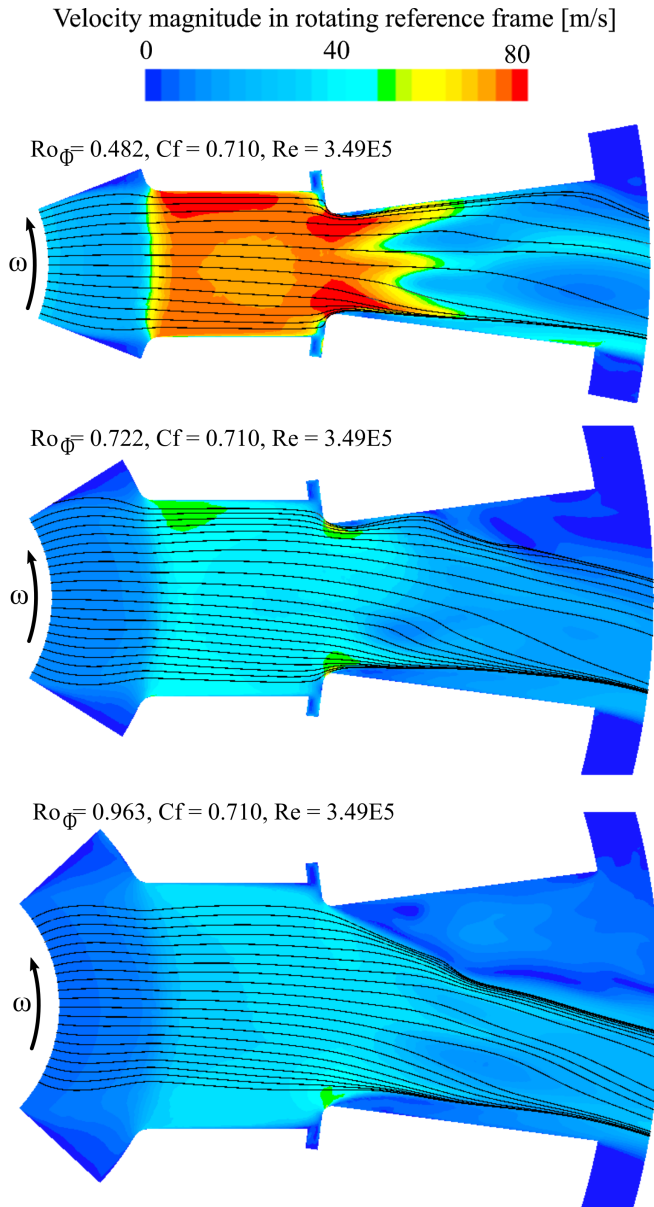 Velocity magnitude in rotating reference frame [m/s]
0 40 80
RoΦ= 0.482, Cf = 0.710, Re = 3.49E5
ω
RoΦ= 0.722, Cf = 0.710, Re = 3.49E5
ω
RoΦ= 0.963, Cf = 0.710, Re = 3.49E5
ω